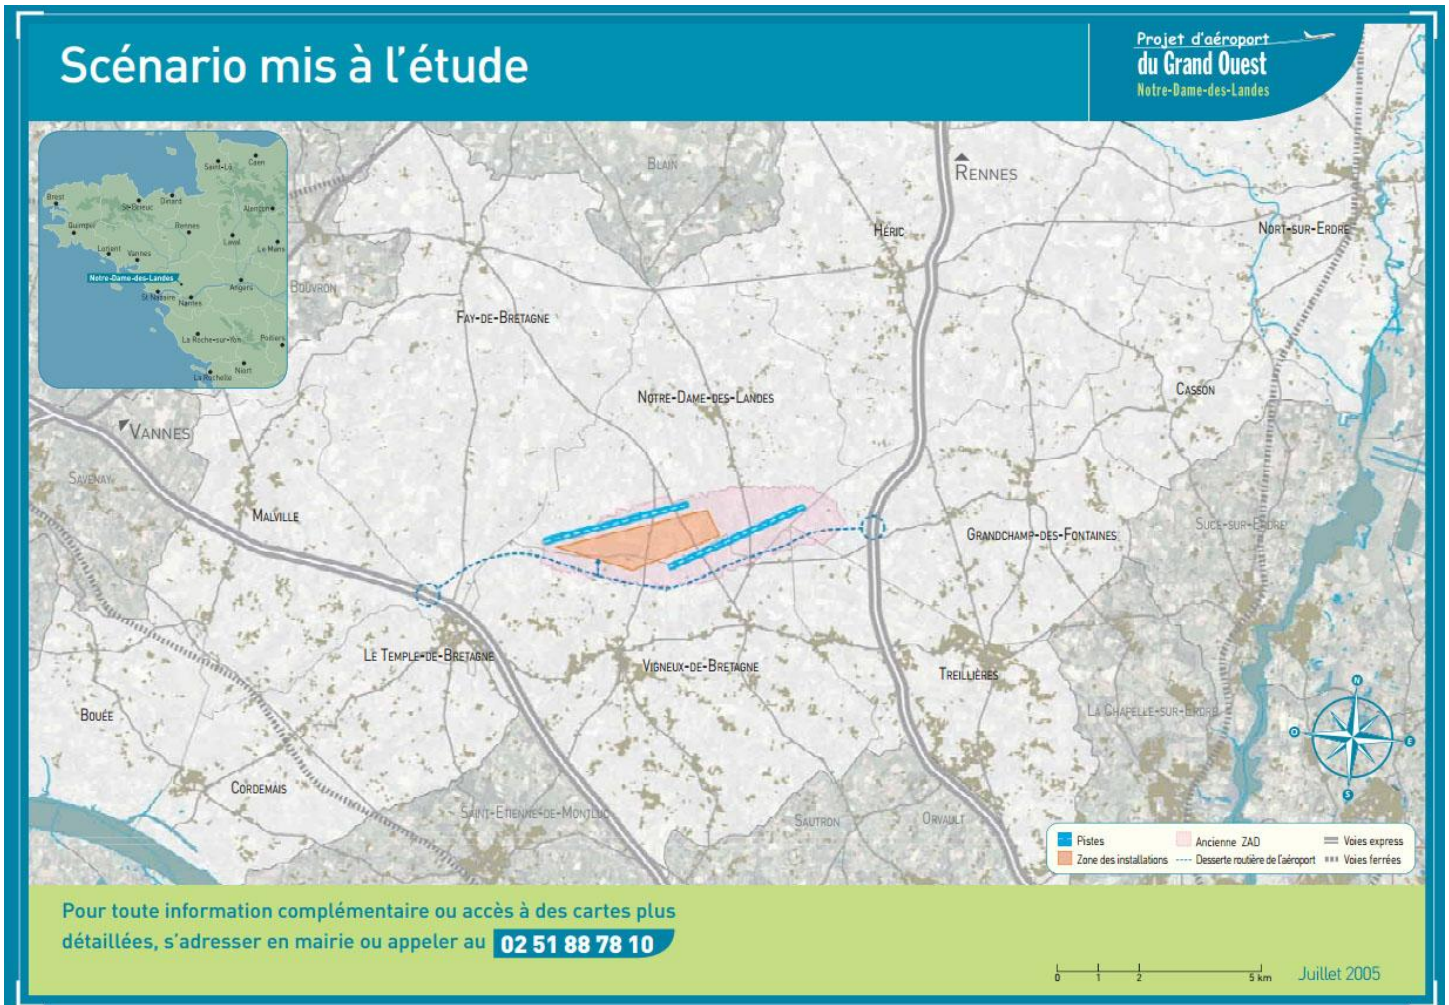 Scénario mis à l'étude
Projet d'aéroport
du Grand Ouest
Notre-Dame-des-Landes
Saint-Lô
Caen
Brest
St-Brieuc
Dinard
Alençon
Quimper
Rennes
Laval
Le Mans
Lorient
Vannes
Notre-Dame-des-Landes
Angers
St Nazaire
Nantes
La Roche-sur-Yon
Poitiers
Niort
La Rochelle
BLAIN
RENNES
HÉRIC
NORT-SUR-ERDRE
BOUVRON
FAY-DE-BRETAGNE
NOTRE-DAME-DES-LANDES
CASSON
VANNES
SAVENAY
MALVILLE
GRANDCHAMP-DES-FONTAINES
SUCÉ-SUR-ERDRE
LE TEMPLE-DE-BRETAGNE
VIGNEUX-DE-BRETAGNE
TREILLIÈRES
BOUÉE
LA CHAPELLE-SUR-ERDRE
CORDEMAIS
SAINT-ETIENNE-DE-MONTLUC
SAUTRON
ORVAULT
N
O
E
S
Pistes
Ancienne ZAD
Voies express
Zone des installations
Desserte routière de l'aéroport
Voies ferrées
Pour toute information complémentaire ou accès à des cartes plus
détaillées, s'adresser en mairie ou appeler au 02 51 88 78 10
0 1 2 5 km
Juillet 2005